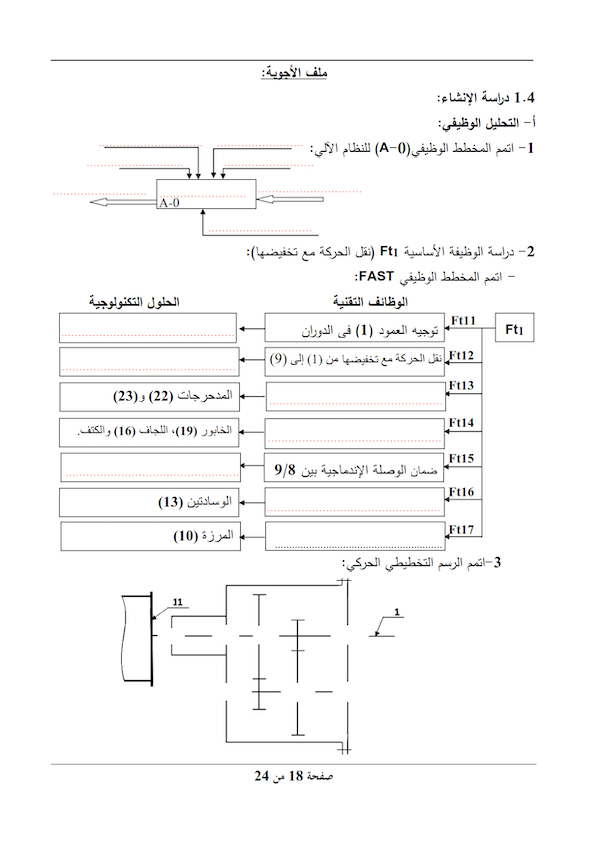 ملف الأجوبة:
1.4 دراسة الإنشاء:
أ- التحليل الوظيفي:
1- اتمم المخطط الوظيفي(A-0) للنظام الآلي:
A-0
2- دراسة الوظيفة الأساسية Ft1 (نقل الحركة مع تخفيضها):
- اتمم المخطط الوظيفي FAST:
الوظائف التقنية
الحلول التكنولوجية
Ft1
Ft11
توجيه العمود (1) في الدوران
Ft12
نقل الحركة مع تخفيضها من (1) إلى (9)
Ft13
المدحرجات (22) و(23)
Ft14
الخابور (19)، اللجاف (16) والكتف.
Ft15
ضمان الوصلة الإندماجية بين 9/8
Ft16
الوسادتين (13)
Ft17
المرزة (10)
3-اتمم الرسم التخطيطي الحركي:
11
1
صفحة 18 من 24